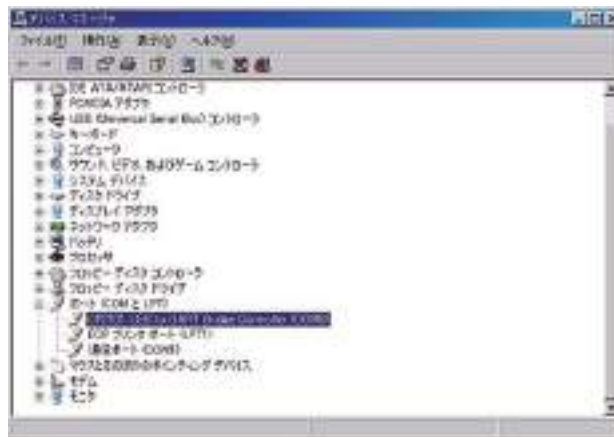 デバイス マネージャ
ファイル(F) 操作(A) 表示(V) ヘルプ(H)
IDE ATA/ATAPI コントローラ
PCMCIA アダプタ
USB (Universal Serial Bus) コントローラ
キーボード
コンピュータ
サウンド、ビデオ、およびゲーム コントローラ
システム デバイス
ディスク ドライブ
ディスプレイ アダプタ
ネットワーク アダプタ
バッテリ
プロセッサ
フロッピー ディスク コントローラ
フロッピー ディスク ドライブ
ポート (COM と LPT)
ECP プリンタ ポート (LPT1)
通信ポート
マウスとそのほかのポインティング デバイス
モデム
モニタ